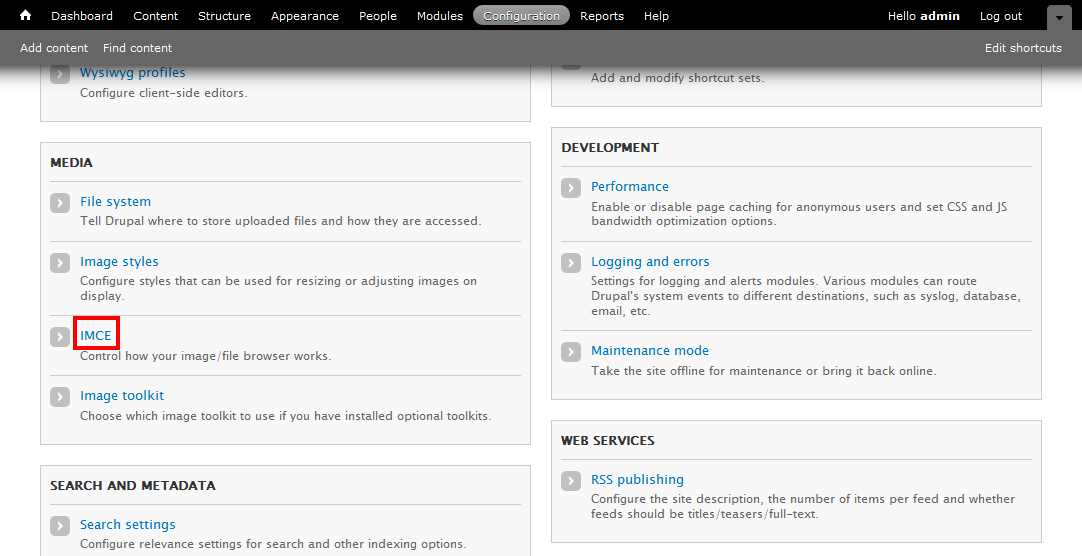 Dashboard Content Structure Appearance People Modules Configuration Reports Help Hello admin Log out
Add content Find content Edit shortcuts
Wysiwyg profiles
Configure client-side editors.
MEDIA
File system
Tell Drupal where to store uploaded files and how they are accessed.
Image styles
Configure styles that can be used for resizing or adjusting images on
display.
IMCE
Control how your image/file browser works.
Image toolkit
Choose which image toolkit to use if you have installed optional toolkits.
SEARCH AND METADATA
Search settings
Configure relevance settings for search and other indexing options.
Add and modify shortcut sets.
DEVELOPMENT
Performance
Enable or disable page caching for anonymous users and set CSS and JS
bandwidth optimization options.
Logging and errors
Settings for logging and alerts modules. Various modules can route
Drupal's system events to different destinations, such as syslog, database,
email, etc.
Maintenance mode
Take the site offline for maintenance or bring it back online.
WEB SERVICES
RSS publishing
Configure the site description, the number of items per feed and whether
feeds should be titles/teasers/full-text.